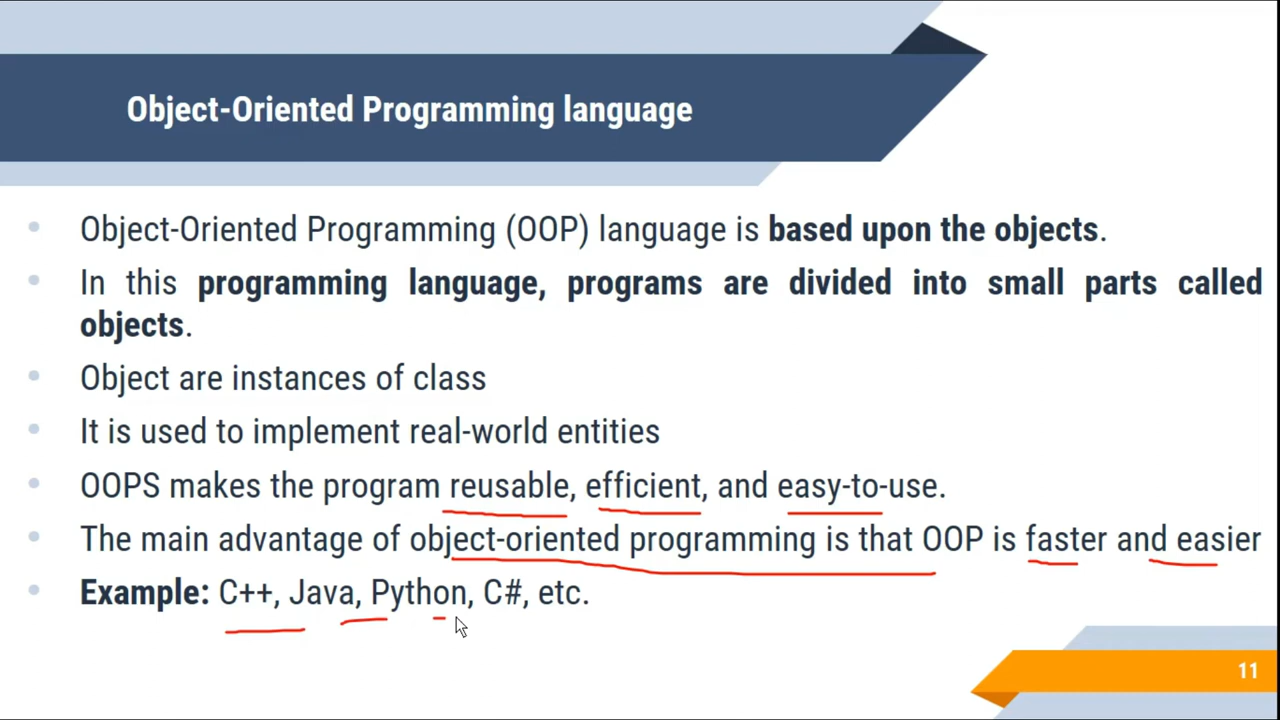 Object-Oriented Programming language
• Object-Oriented Programming (OOP) language is based upon the objects.
• In this programming language, programs are divided into small parts called
objects.
• Object are instances of class
• It is used to implement real-world entities
• OOPS makes the program reusable, efficient, and easy-to-use.
• The main advantage of object-oriented programming is that OOP is faster and easier
• Example: C++, Java, Python, C#, etc.
11